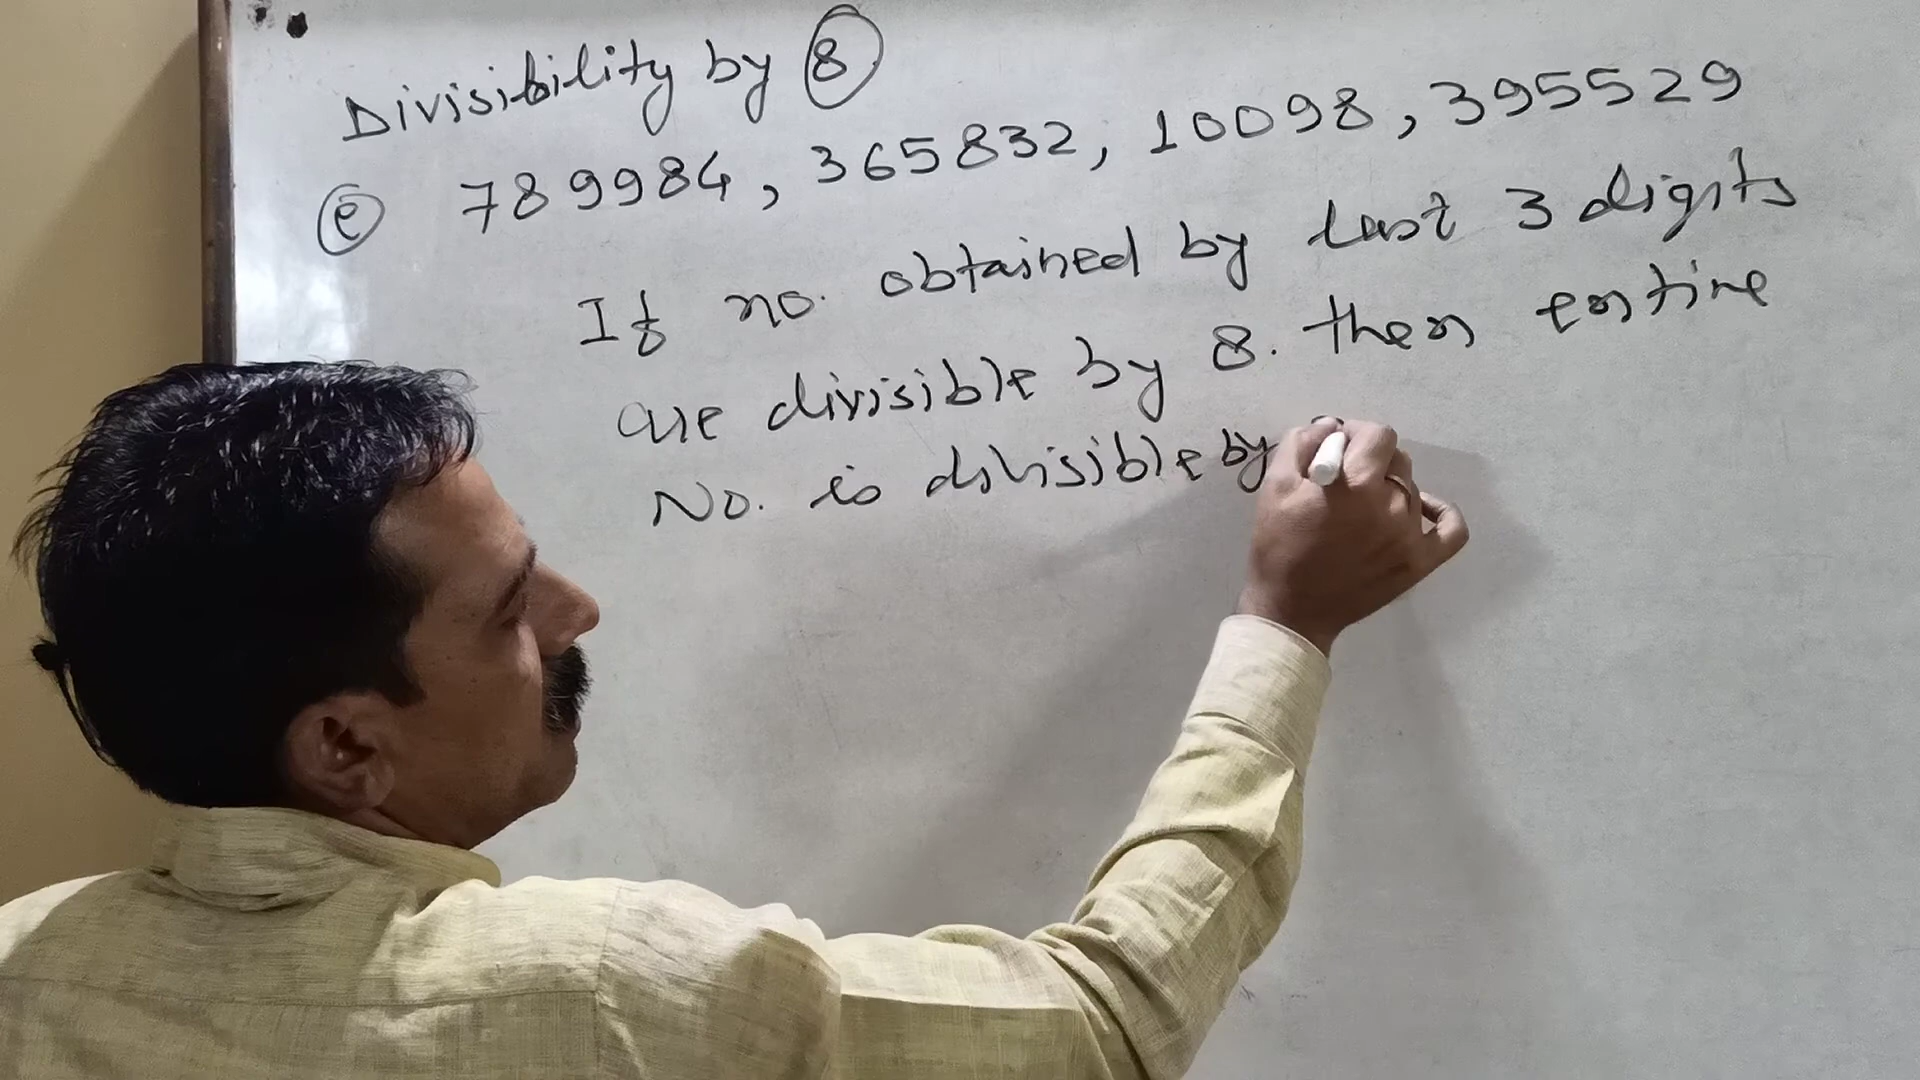 Divisibility by 8
e 789984, 365832, 10098, 395529
If no. obtained by last 3 digits
are divisible by 8. then entire
No. is divisible by